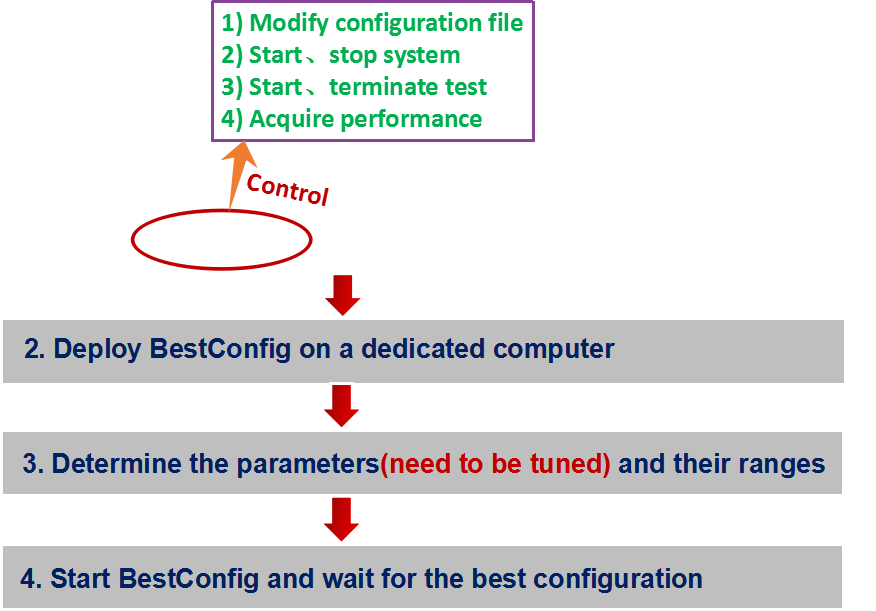 1) Modify configuration file
2) Start、stop system
3) Start、terminate test
4) Acquire performance
Control
2. Deploy BestConfig on a dedicated computer
3. Determine the parameters(need to be tuned) and their ranges
4. Start BestConfig and wait for the best configuration